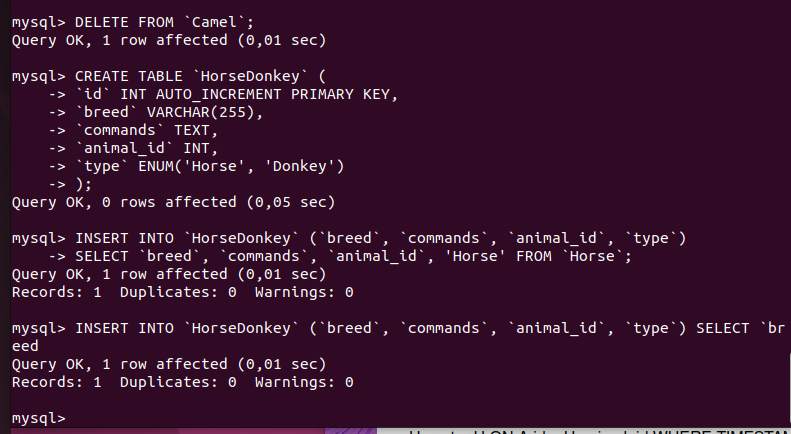 mysql> DELETE FROM `Camel`;
Query OK, 1 row affected (0,01 sec)
mysql> CREATE TABLE `HorseDonkey` (
    -> `id` INT AUTO_INCREMENT PRIMARY KEY,
    -> `breed` VARCHAR(255),
    -> `commands` TEXT,
    -> `animal_id` INT,
    -> `type` ENUM('Horse', 'Donkey')
    -> );
Query OK, 0 rows affected (0,05 sec)
mysql> INSERT INTO `HorseDonkey` (`breed`, `commands`, `animal_id`, `type`)
    -> SELECT `breed`, `commands`, `animal_id`, 'Horse' FROM `Horse`;
Query OK, 1 row affected (0,01 sec)
Records: 1  Duplicates: 0  Warnings: 0
mysql> INSERT INTO `HorseDonkey` (`breed`, `commands`, `animal_id`, `type`) SELECT `br
eed
Query OK, 1 row affected (0,01 sec)
Records: 1  Duplicates: 0  Warnings: 0
mysql>